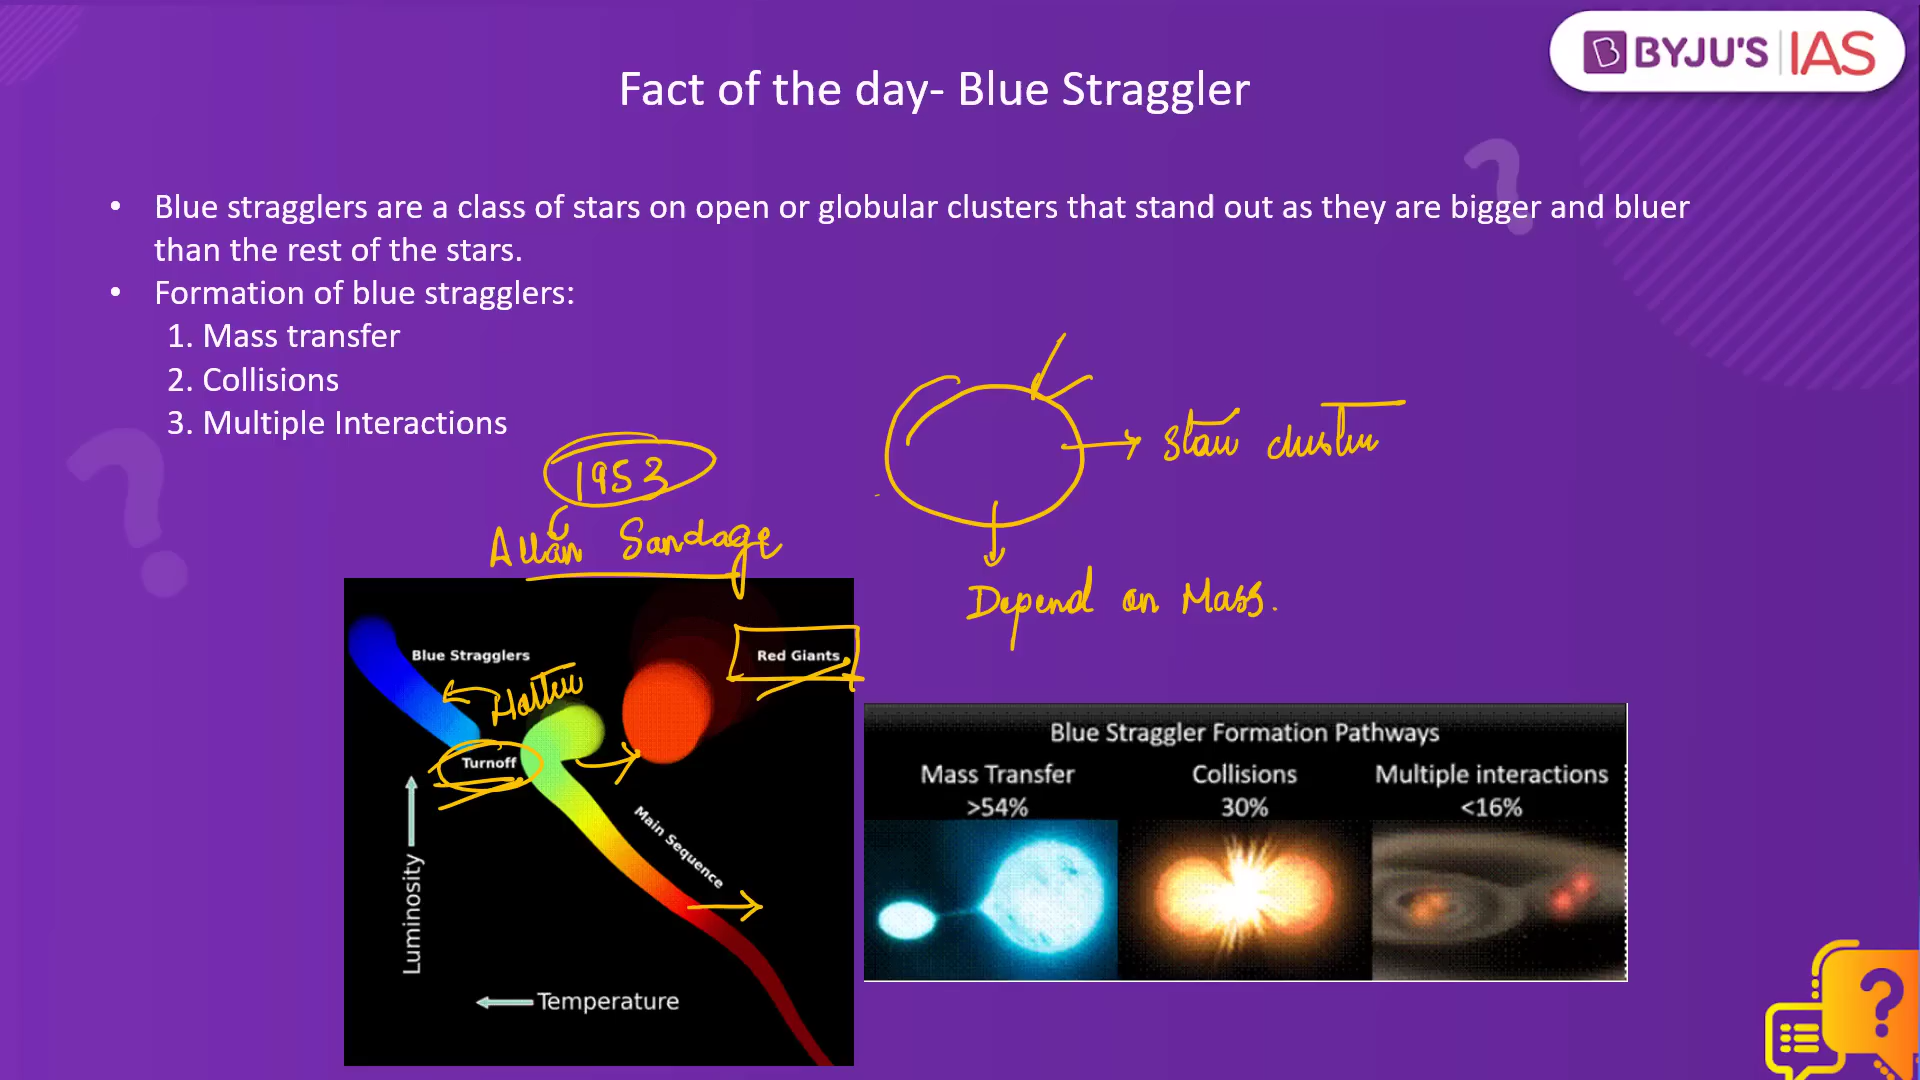 BYJU'S IAS
Fact of the day- Blue Straggler
• Blue stragglers are a class of stars on open or globular clusters that stand out as they are bigger and bluer
than the rest of the stars.
• Formation of blue stragglers:
1. Mass transfer
2. Collisions
3. Multiple Interactions
1953
Allan Sandage
Star cluster
Depend on Mass.
Blue Stragglers
Red Giants
Hotter
Turnoff
Main Sequence
Luminosity
Temperature
Blue Straggler Formation Pathways
Mass Transfer Collisions Multiple interactions
>54% 30% <16%